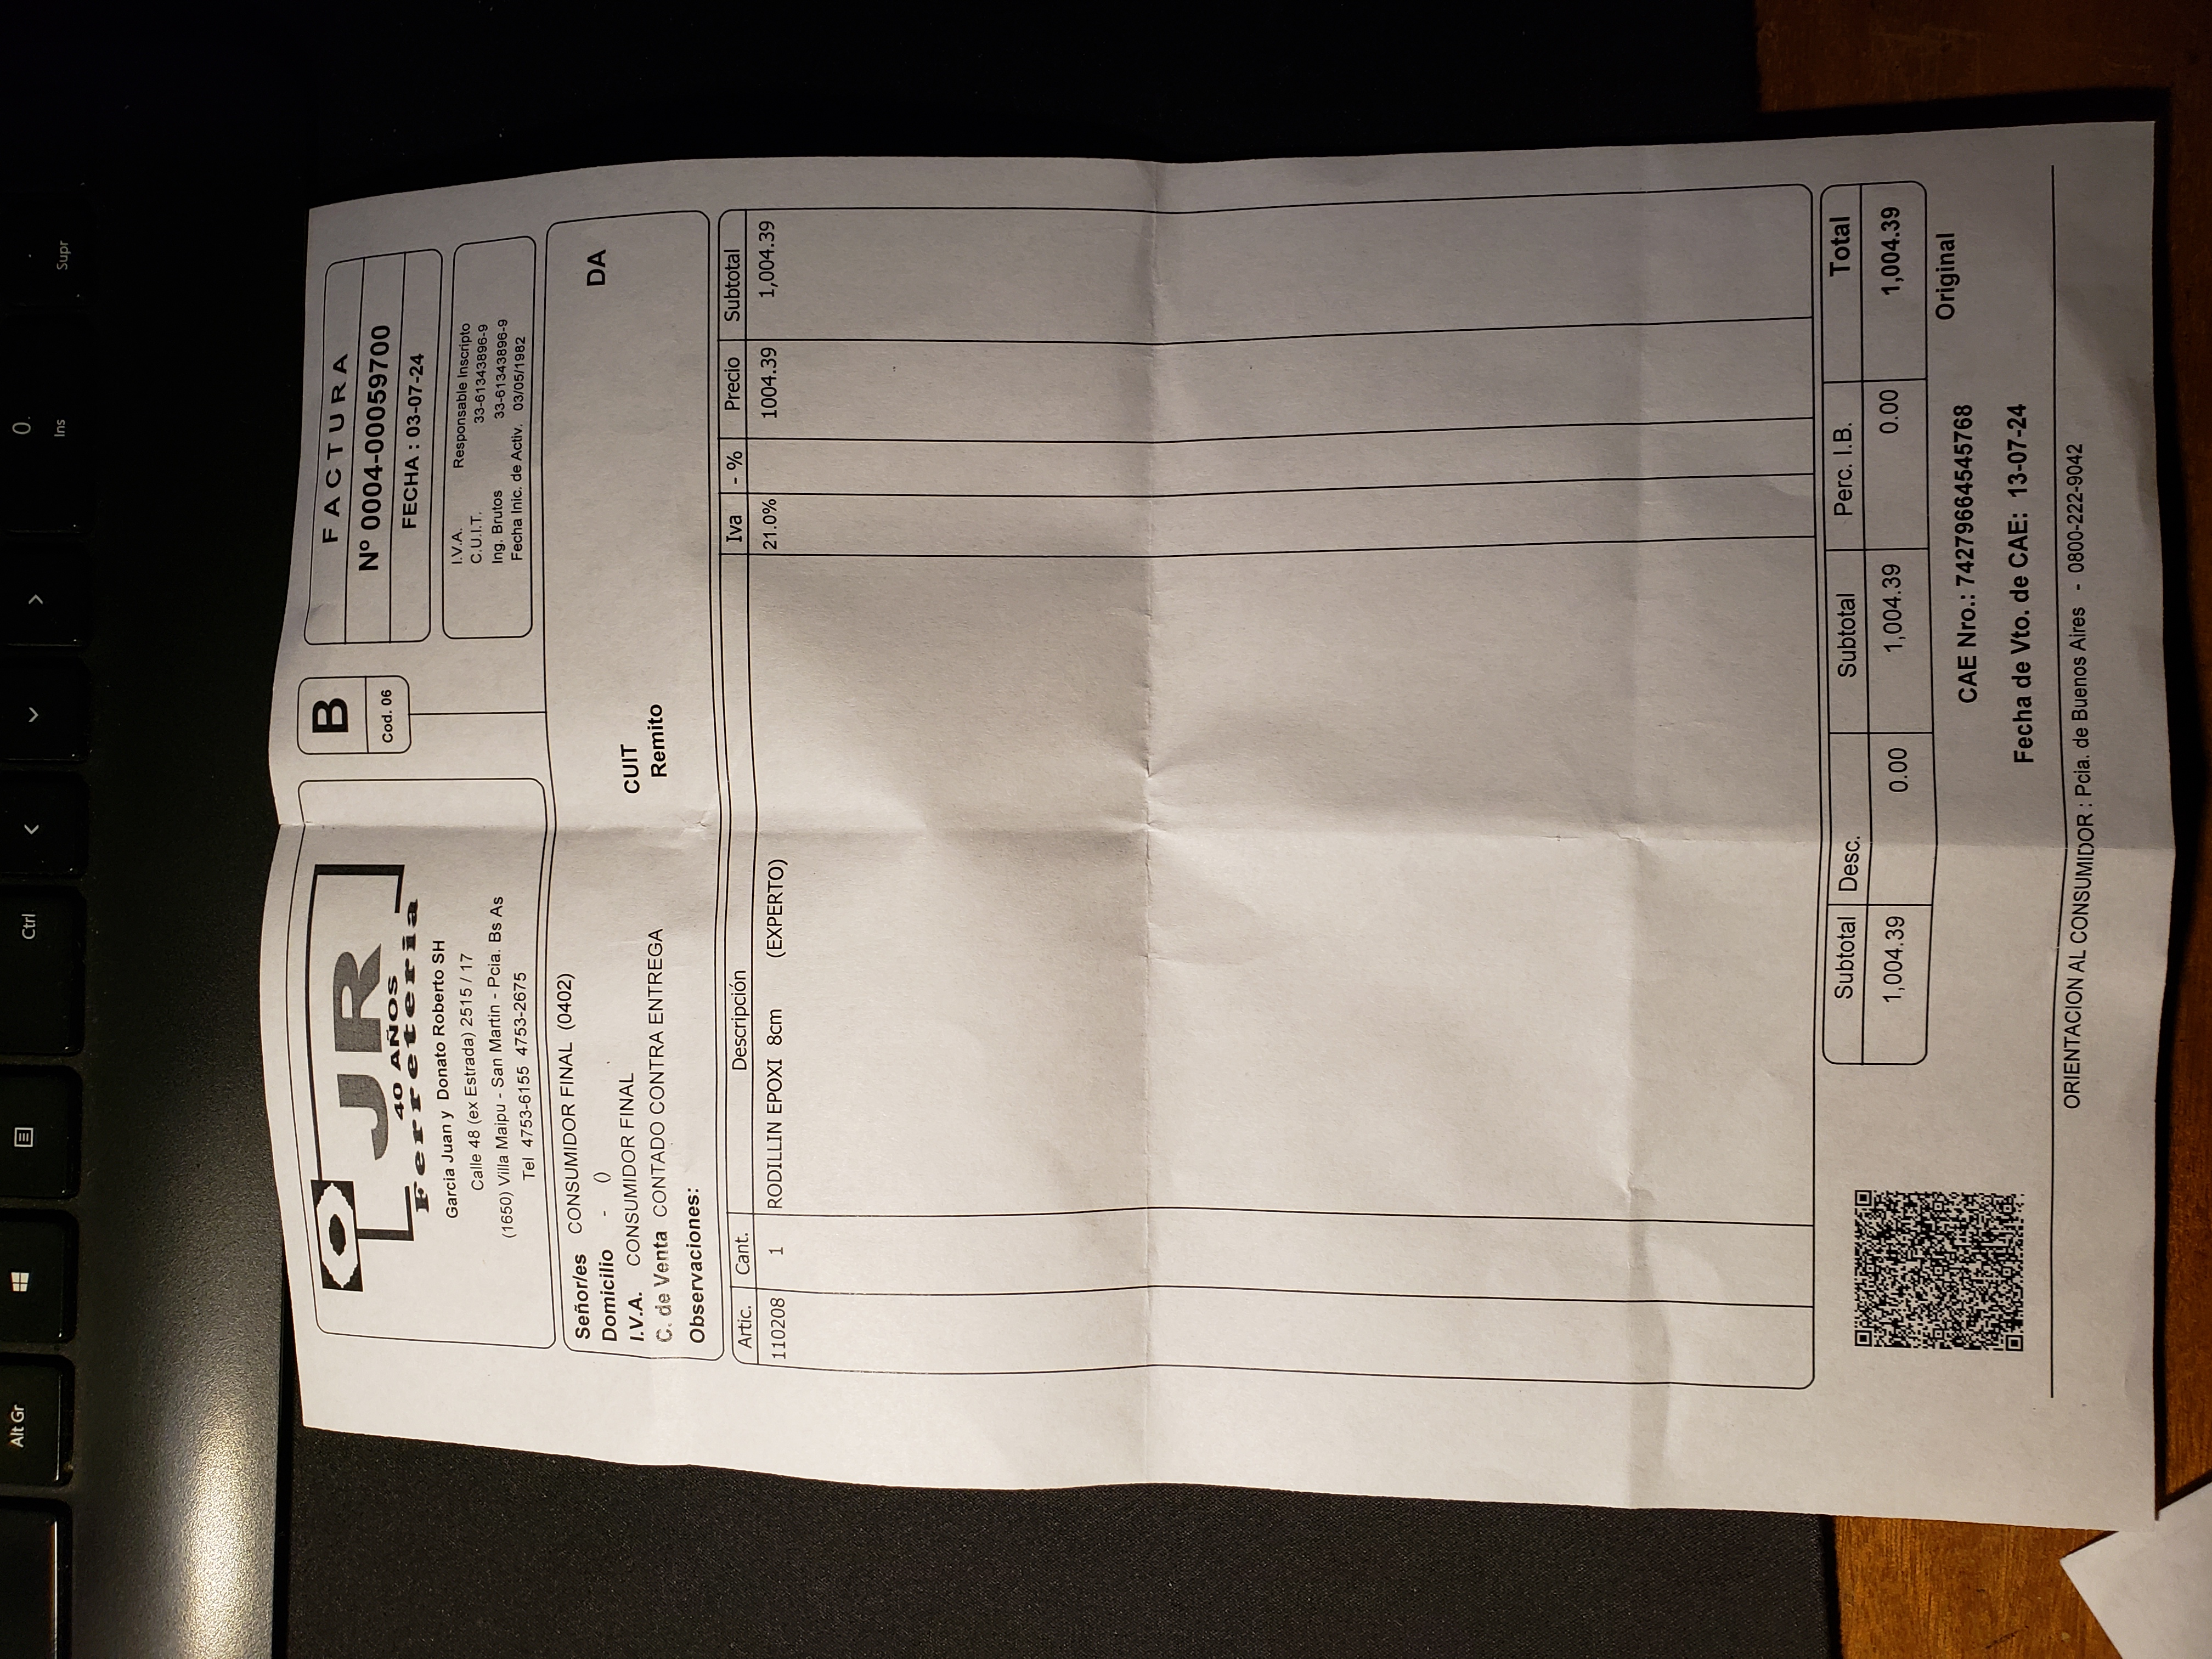 Alt Gr
Ctrl
0
Ins
.
Supr
JR
40 AÑOS
Ferreteria
Garcia Juan y Donato Roberto SH
Calle 48 (ex Estrada) 2515 / 17
(1650) Villa Maipu - San Martin - Pcia. Bs As
Tel 4753-6155 4753-2675
B
Cod. 06
FACTURA
Nº 0004-00059700
FECHA : 03-07-24
I.V.A. Responsable Inscripto
C.U.I.T. 33-61343896-9
Ing. Brutos 33-61343896-9
Fecha Inic. de Activ. 03/05/1982
Señor/es CONSUMIDOR FINAL (0402)
Domicilio - ()
DA
I.V.A. CONSUMIDOR FINAL CUIT
C. de Venta CONTADO CONTRA ENTREGA Remito
Observaciones:
Artic. Cant. Descripción Iva - % Precio Subtotal
110208 1 RODILLIN EPOXI 8cm (EXPERTO) 21.0% 1004.39 1,004.39
Subtotal Desc. Subtotal Perc. I.B. Total
1,004.39 0.00 1,004.39 0.00 1,004.39
Original
CAE Nro.: 74279664545768
Fecha de Vto. de CAE: 13-07-24
ORIENTACION AL CONSUMIDOR : Pcia. de Buenos Aires - 0800-222-9042